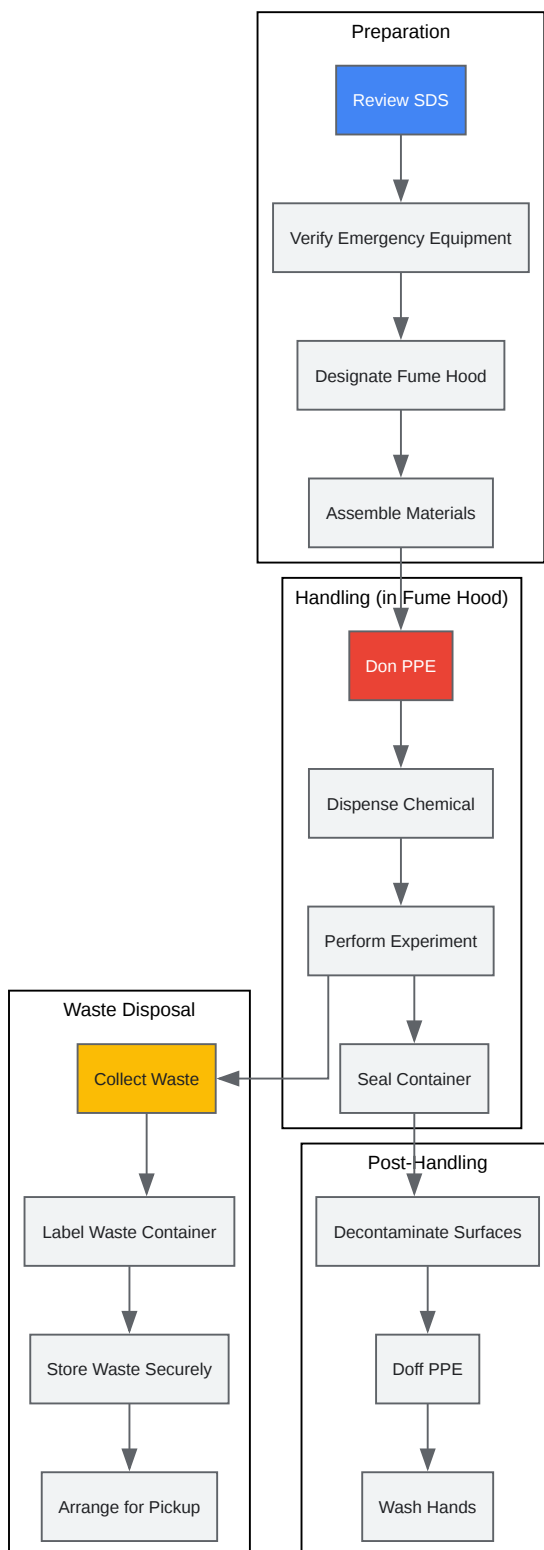 Preparation
Review SDS
Verify Emergency Equipment
Designate Fume Hood
Assemble Materials
Handling (in Fume Hood)
Don PPE
Dispense Chemical
Perform Experiment
Seal Container
Waste Disposal
Collect Waste
Label Waste Container
Store Waste Securely
Arrange for Pickup
Post-Handling
Decontaminate Surfaces
Doff PPE
Wash Hands